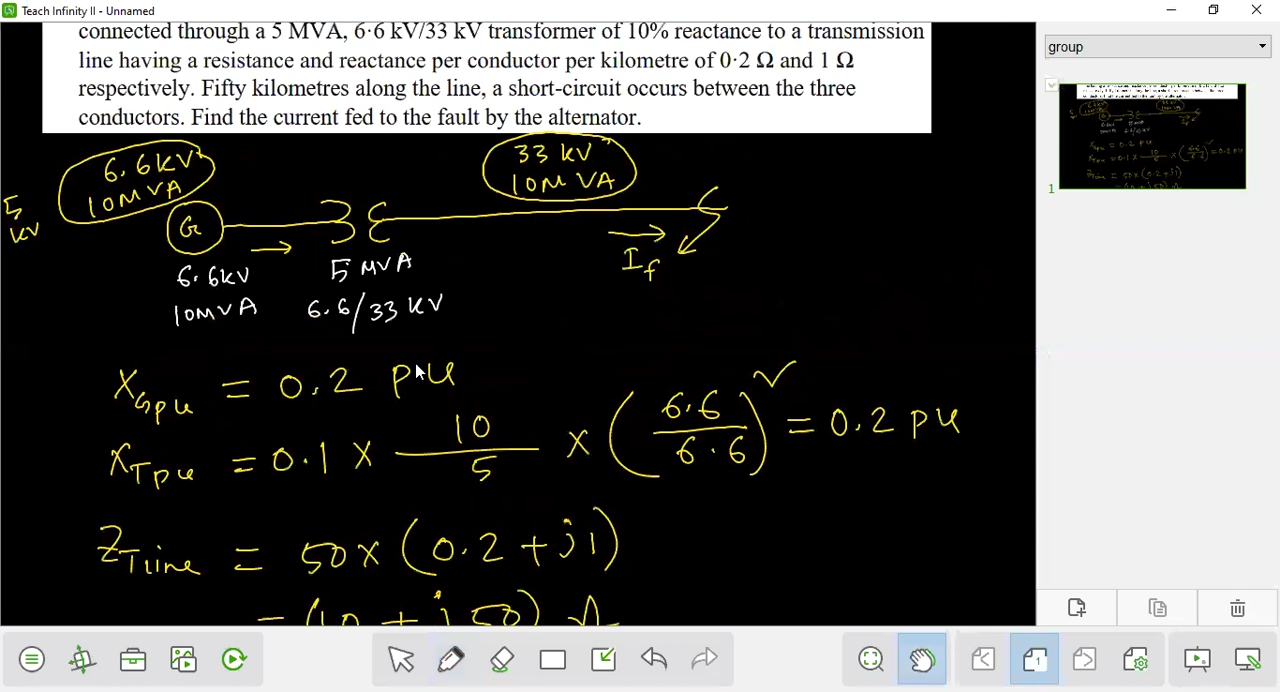 Teach Infinity II - Unnamed
connected through a 5 MVA, 6·6 kV/33 kV transformer of 10% reactance to a transmission
line having a resistance and reactance per conductor per kilometre of 0·2 Ω and 1 Ω
respectively. Fifty kilometres along the line, a short-circuit occurs between the three
conductors. Find the current fed to the fault by the alternator.
6.6kV
10MVA
33 kV
10MVA
5
kV
G
If
6.6kV
10MVA
5 MVA
6.6/33 kV
XGpu = 0.2 pu
XTpu = 0.1 × 10/5 × (6.6/6.6)² = 0.2 pu
ZTline = 50× (0.2 + j1)
= (10 + j50) Ω
group
1
1